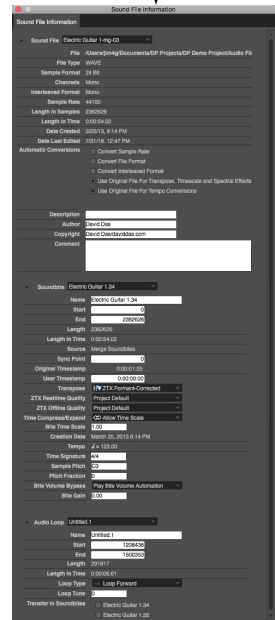 Sound File Information
Sound File Information
Sound File Electric Guitar 1-mg-03
File /Users/jim4g/Documents/DP Projects/DP Demo Project/Audio Fil
File Type WAVE
Sample Format 24 Bit
Channels Mono
Interleaved Format Mono
Sample Rate 44100
Length In Samples 2382626
Length In Time 0:00:54.02
Date Created 3/25/13, 9:14 PM
Date Last Edited 7/31/18, 12:47 PM
Automatic Conversions Convert Sample Rate
Convert File Format
Convert Interleaved Format
Use Original File For Transpose, Timescale and Spectral Effects
Use Original File For Tempo Conversions
Description
Author David Das
Copyright David Das/daviddas.com
Comment
Soundbite Electric Guitar 1.34
Name Electric Guitar 1.34
Start 0
End 2382626
Length 2382626
Length In Time 0:00:54.02
Source Merge Soundbites
Sync Point 0
Original Timestamp 0:00:01:25
User Timestamp 0:00:00:00
Transpose ZTX Formant-Corrected
ZTX Realtime Quality Project Default
ZTX Offline Quality Project Default
Time Compress/Expand Allow Time Scale
Bite Time Scale 1.00
Creation Date March 25, 2013 6:14 PM
Tempo ♩= 123.00
Time Signature 4/4
Sample Pitch C3
Pitch Fraction 0
Bite Volume Bypass Play Bite Volume Automation
Bite Gain 0.00
Audio Loop Untitled.1
Name Untitled.1
Start 1208436
End 1500353
Length 291917
Length In Time 0:00:06.61
Loop Type Loop Forward
Loop Tune 0
Transfer In Soundbites Electric Guitar 1.34
Electric Guitar 1.35